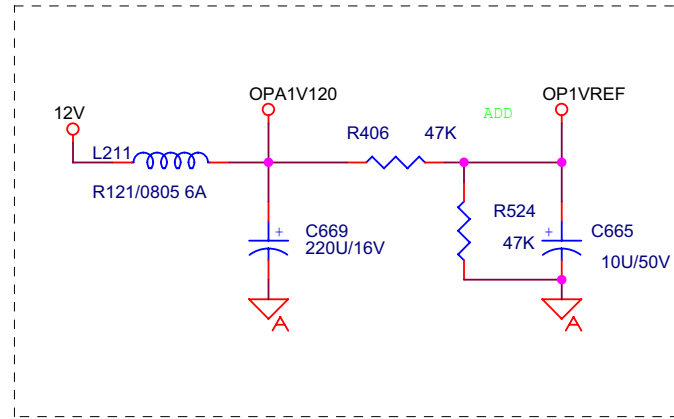 OPA1V120
OP1VREF
12V
ADD
R406
47K
L211
R121/0805 6A
R524
47K
C669
220U/16V
+
C665
10U/50V
+
A
A